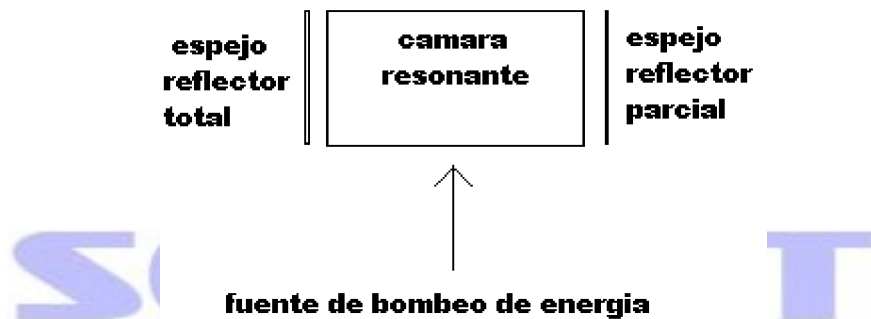 espejo
reflector
total
camara
resonante
espejo
reflector
parcial
fuente de bombeo de energia